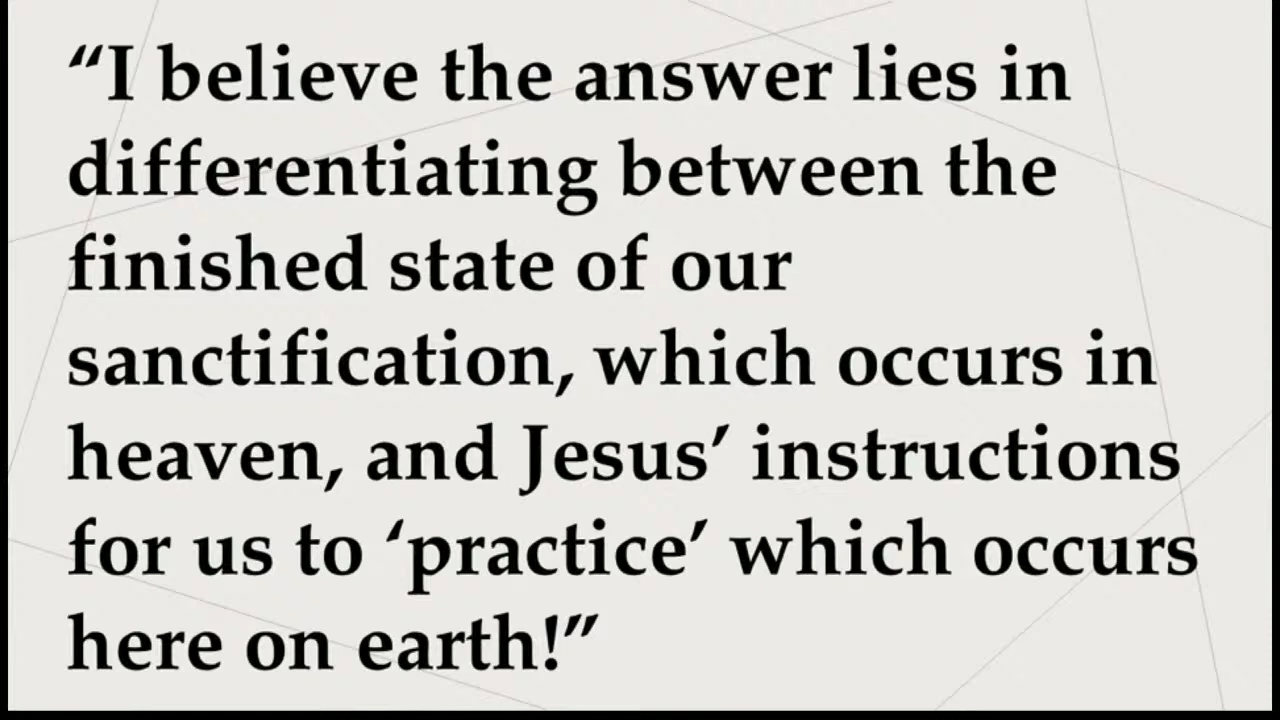 “I believe the answer lies in
differentiating between the
finished state of our
sanctification, which occurs in
heaven, and Jesus’ instructions
for us to ‘practice’ which occurs
here on earth!”